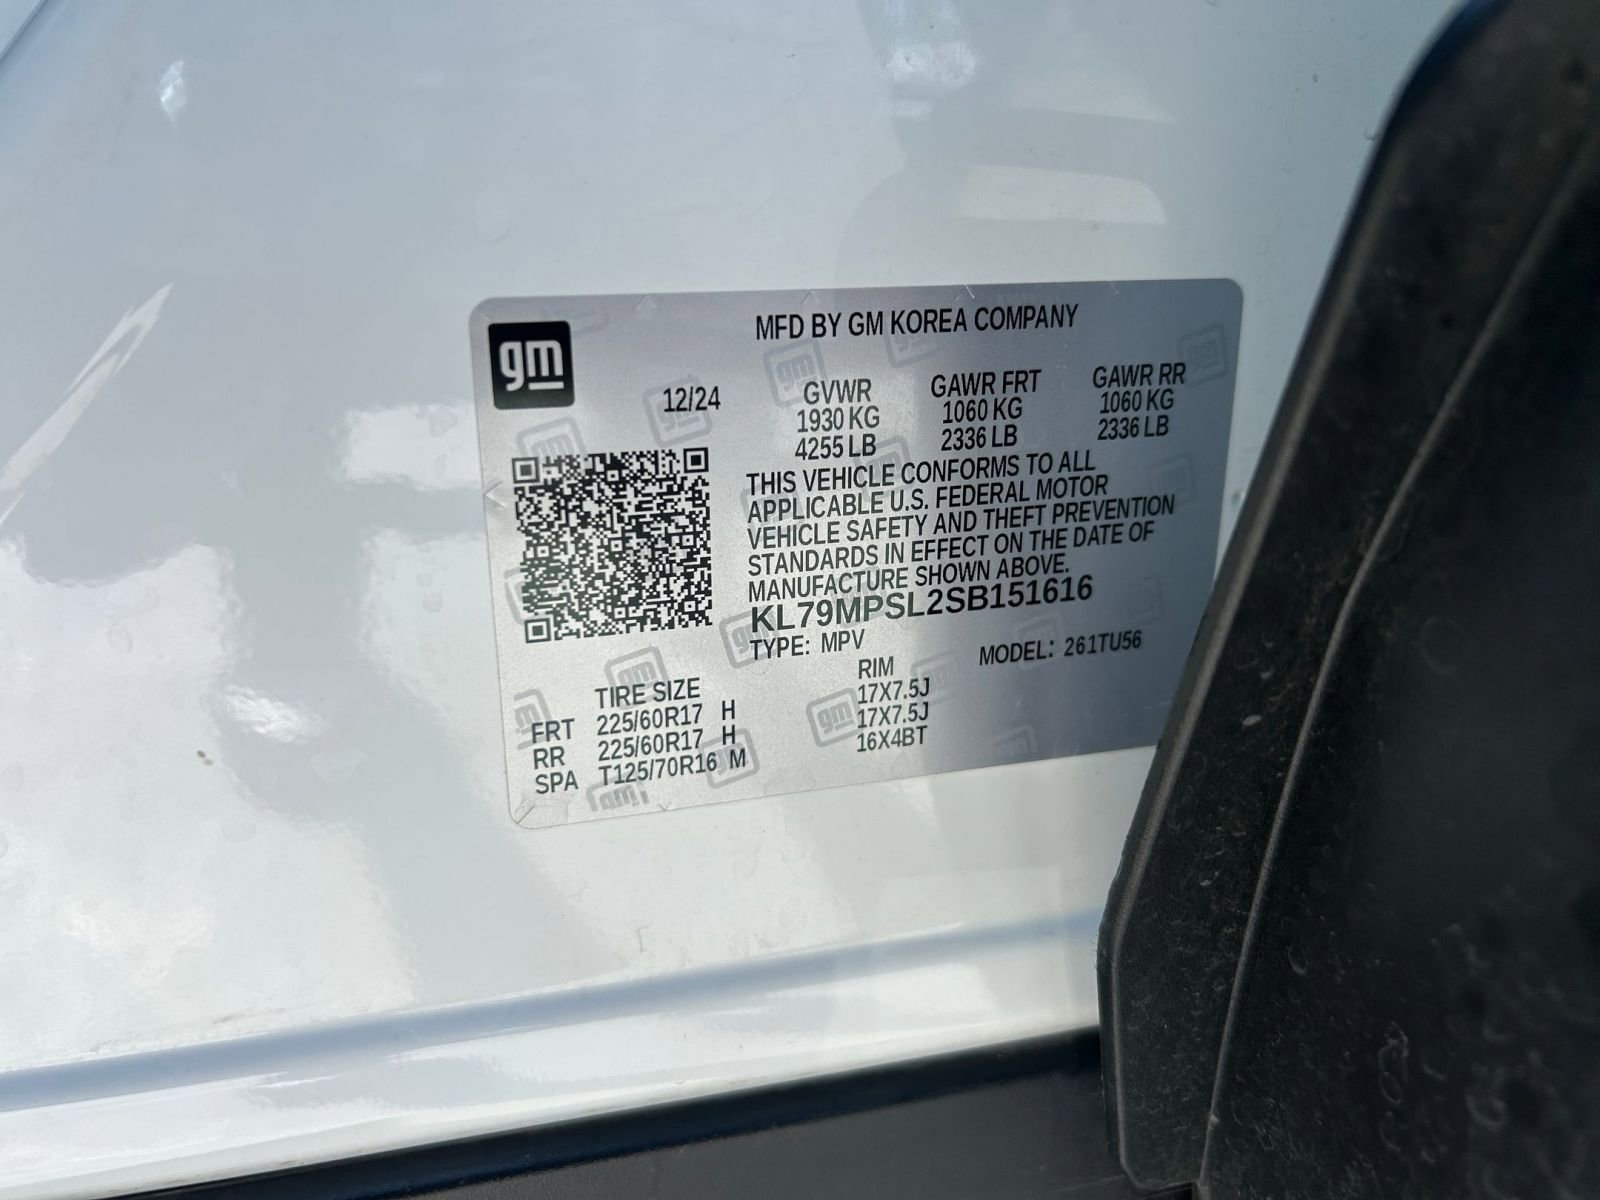 gm
MFD BY GM KOREA COMPANY
12/24
GVWR GAWR FRT GAWR RR
1930 KG 1060 KG 1060 KG
4255 LB 2336 LB 2336 LB
THIS VEHICLE CONFORMS TO ALL
APPLICABLE U.S. FEDERAL MOTOR
VEHICLE SAFETY AND THEFT PREVENTION
STANDARDS IN EFFECT ON THE DATE OF
MANUFACTURE SHOWN ABOVE.
KL79MPSL2SB151616
TYPE: MPV MODEL: 261TU56
TIRE SIZE RIM
FRT 225/60R17 H 17X7.5J
RR 225/60R17 H 17X7.5J
SPA T125/70R16 M 16X4BT